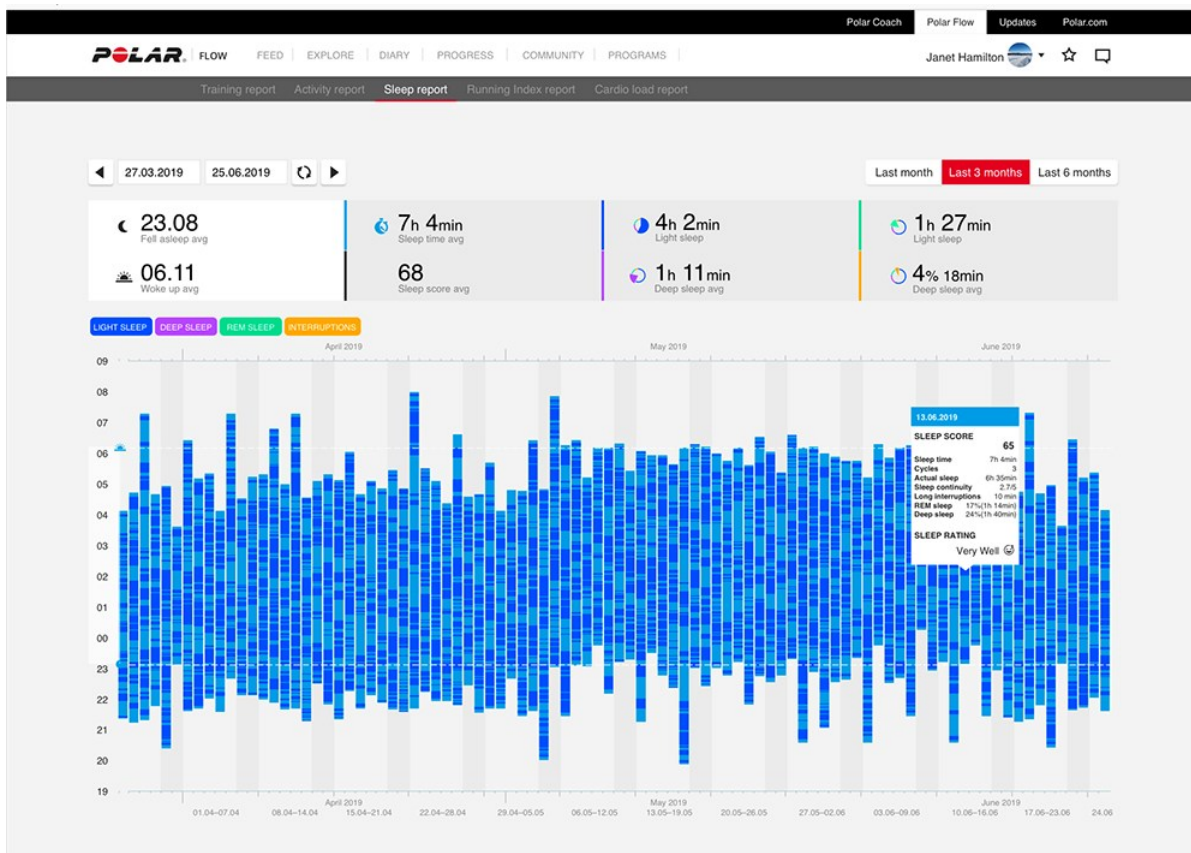 Polar Coach Polar Flow Updates Polar.com
POLAR. FLOW FEED EXPLORE DIARY PROGRESS COMMUNITY PROGRAMS Janet Hamilton
Training report Activity report Sleep report Running Index report Cardio load report
27.03.2019 25.06.2019 Last month Last 3 months Last 6 months
23.08 7h 4min 4h 2min 1h 27min
Fell asleep avg Sleep time avg Light sleep Light sleep
06.11 68 1h 11min 4% 18min
Woke up avg Sleep score avg Deep sleep avg Deep sleep avg
LIGHT SLEEP DEEP SLEEP REM SLEEP INTERRUPTIONS
April 2019 May 2019 June 2019
09
08
07
06
05
04
03
02
01
00
23
22
21
20
19
13.06.2019
SLEEP SCORE
65
Sleep time 7h 4min
Cycles 3
Actual sleep 6h 35min
Sleep continuity 2.7/5
Long interruptions 10 min
REM sleep 17%(1h 14min)
Deep sleep 24%(1h 40min)
SLEEP RATING
Very Well
April 2019 May 2019 June 2019
01.04–07.04 08.04–14.04 15.04–21.04 22.04–28.04 29.04–05.05 06.05–12.05 13.05–19.05 20.05–26.05 27.05–02.06 03.06–09.06 10.06–16.06 17.06–23.06 24.06